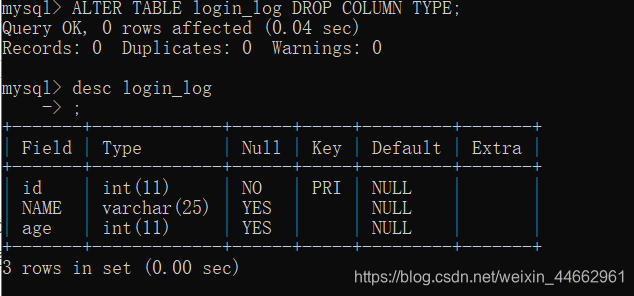 mysql> ALTER TABLE login_log DROP COLUMN TYPE;
Query OK, 0 rows affected (0.04 sec)
Records: 0  Duplicates: 0  Warnings: 0
mysql> desc login_log
    -> ;
+-------+-------------+------+-----+---------+-------+
| Field | Type        | Null | Key | Default | Extra |
+-------+-------------+------+-----+---------+-------+
| id    | int(11)     | NO   | PRI | NULL    |       |
| NAME  | varchar(25) | YES  |     | NULL    |       |
| age   | int(11)     | YES  |     | NULL    |       |
+-------+-------------+------+-----+---------+-------+
3 rows in set (0.00 sec)
https://blog.csdn.net/weixin_44662961